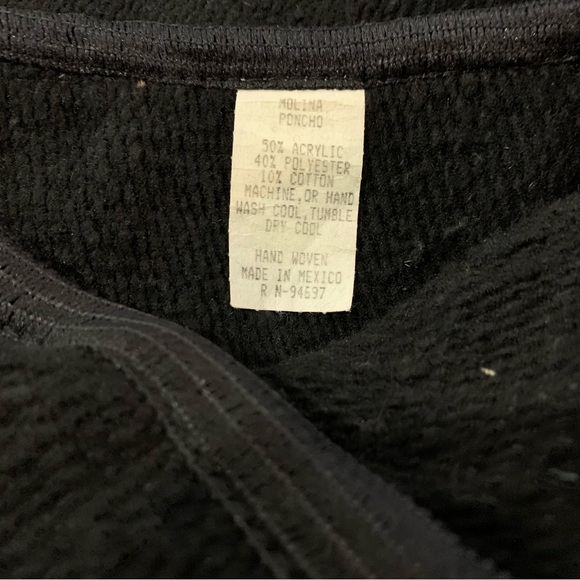 MOLINA
PONCHO
50% ACRYLIC
40% POLYESTER
10% COTTON
MACHINE,OR HAND
WASH COOL,TUMBLE
DRY COOL
HAND WOVEN
MADE IN MEXICO
R N-94697